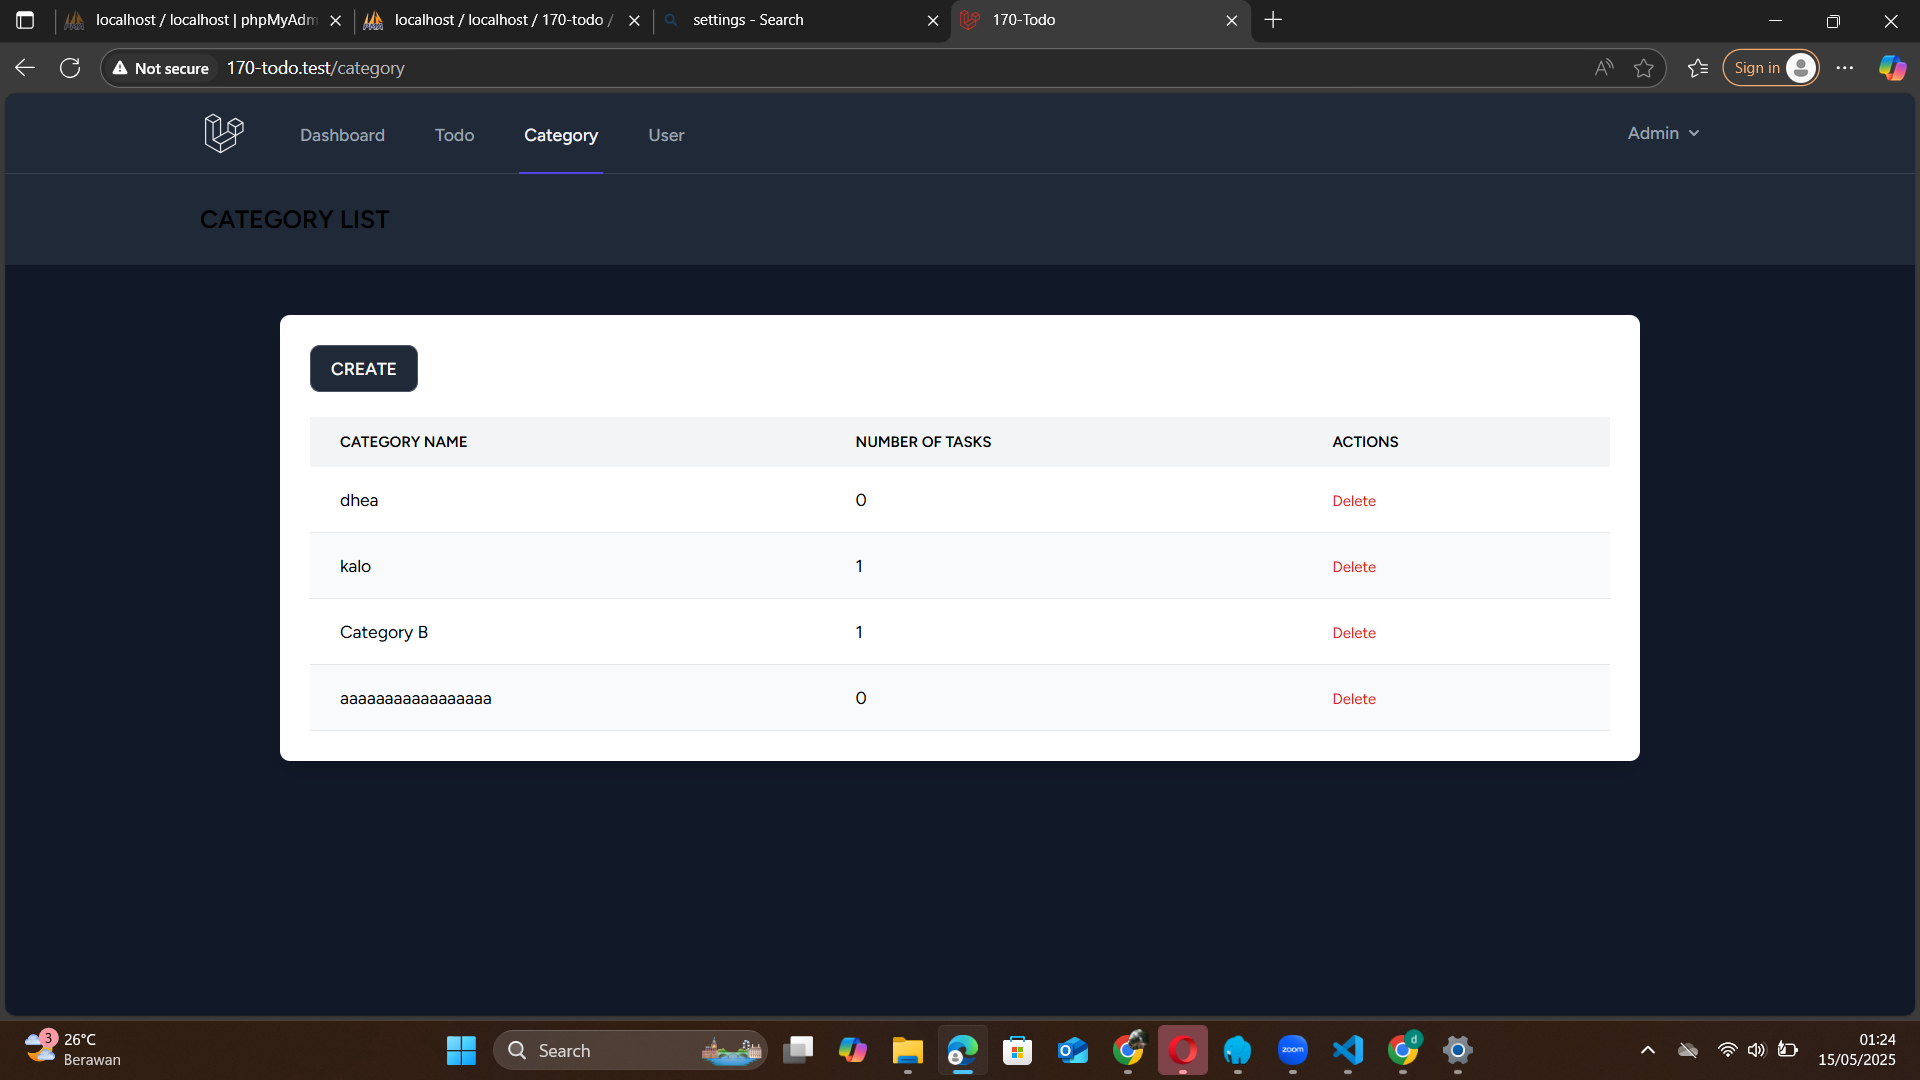 localhost / localhost | phpMyAdm
localhost / localhost / 170-todo /
settings - Search
170-Todo
Not secure
170-todo.test/category
Sign in
Dashboard
Todo
Category
User
Admin
CATEGORY LIST
CREATE
CATEGORY NAME NUMBER OF TASKS ACTIONS
dhea 0 Delete
kalo 1 Delete
Category B 1 Delete
aaaaaaaaaaaaaaaaa 0 Delete
3
26°C
Berawan
Search
zoom
d
01:24
15/05/2025